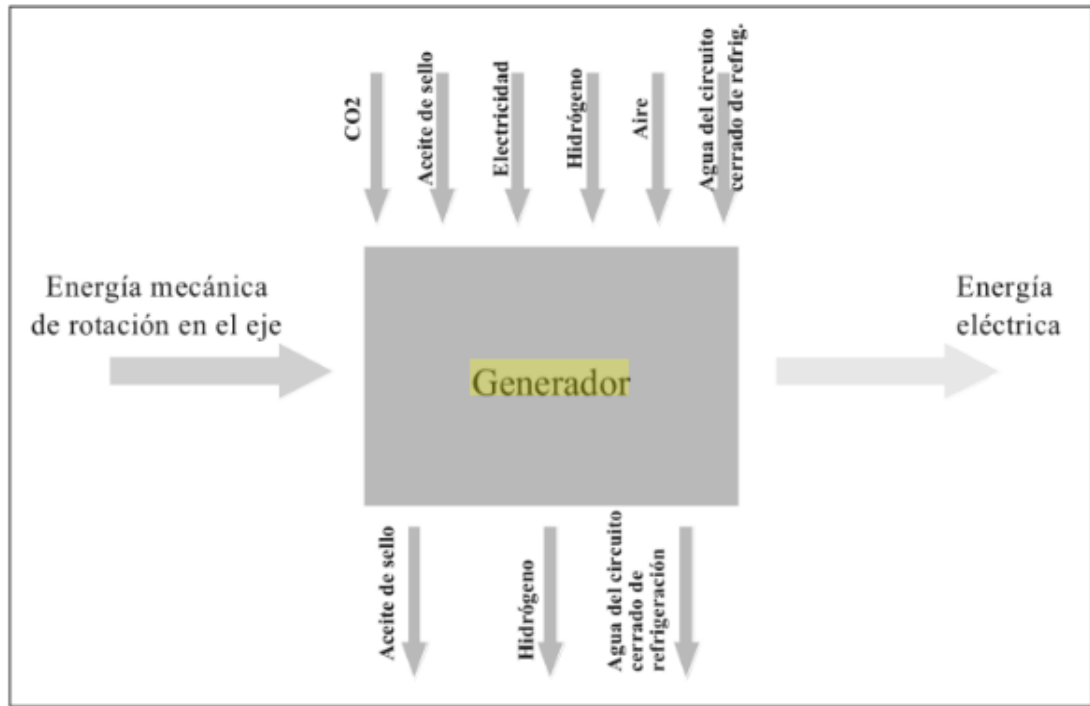 CO2
Aceite de sello
Electricidad
Hidrógeno
Aire
Agua del circuito
cerrado de refrig.
Energía mecánica
de rotación en el eje
Generador
Energía
eléctrica
Aceite de sello
Hidrógeno
Agua del circuito
cerrado de
refrigeración